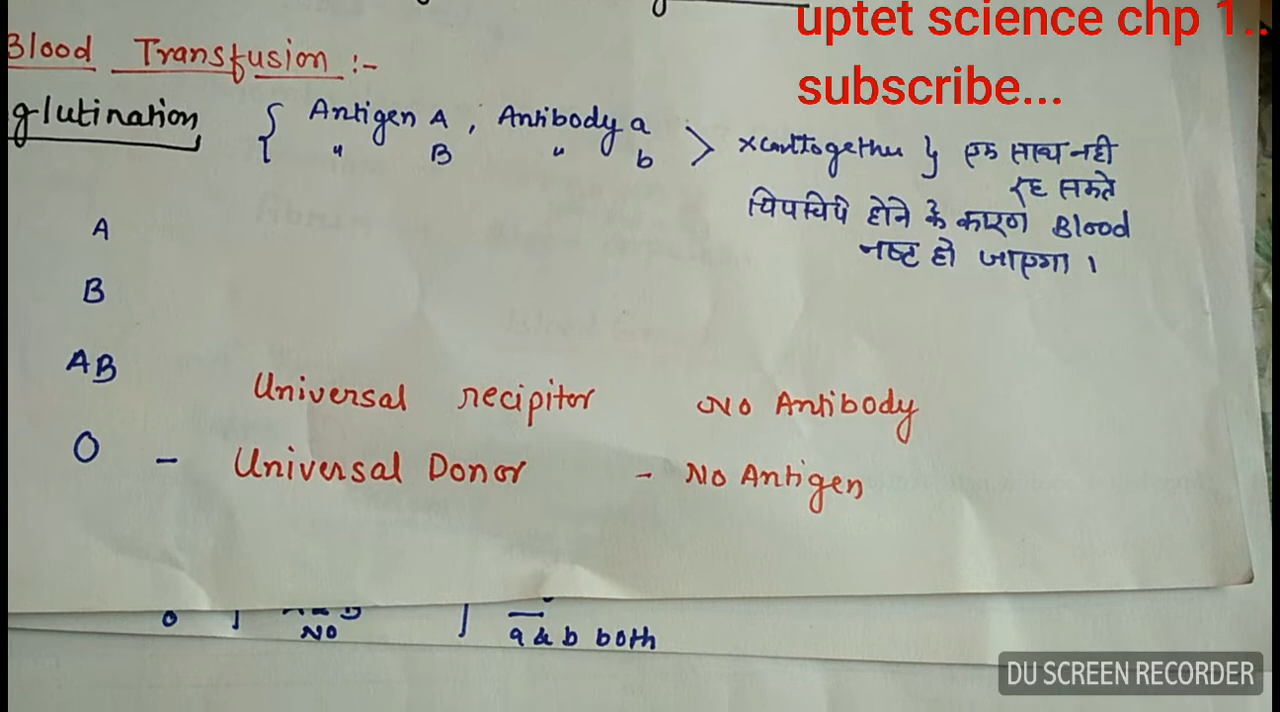 uptet science chp 1..
subscribe...
Blood Transfusion :-
glutination { Antigen A, Antibody a
" B " b > x can't together } एक साथ नही
रह सकते
चिपचिपे होने के कारण Blood
नष्ट हो जाएगा ।
A
B
AB
Universal recipitor No Antibody
O - Universal Donor - No Antigen
O
NO a & b both
DU SCREEN RECORDER